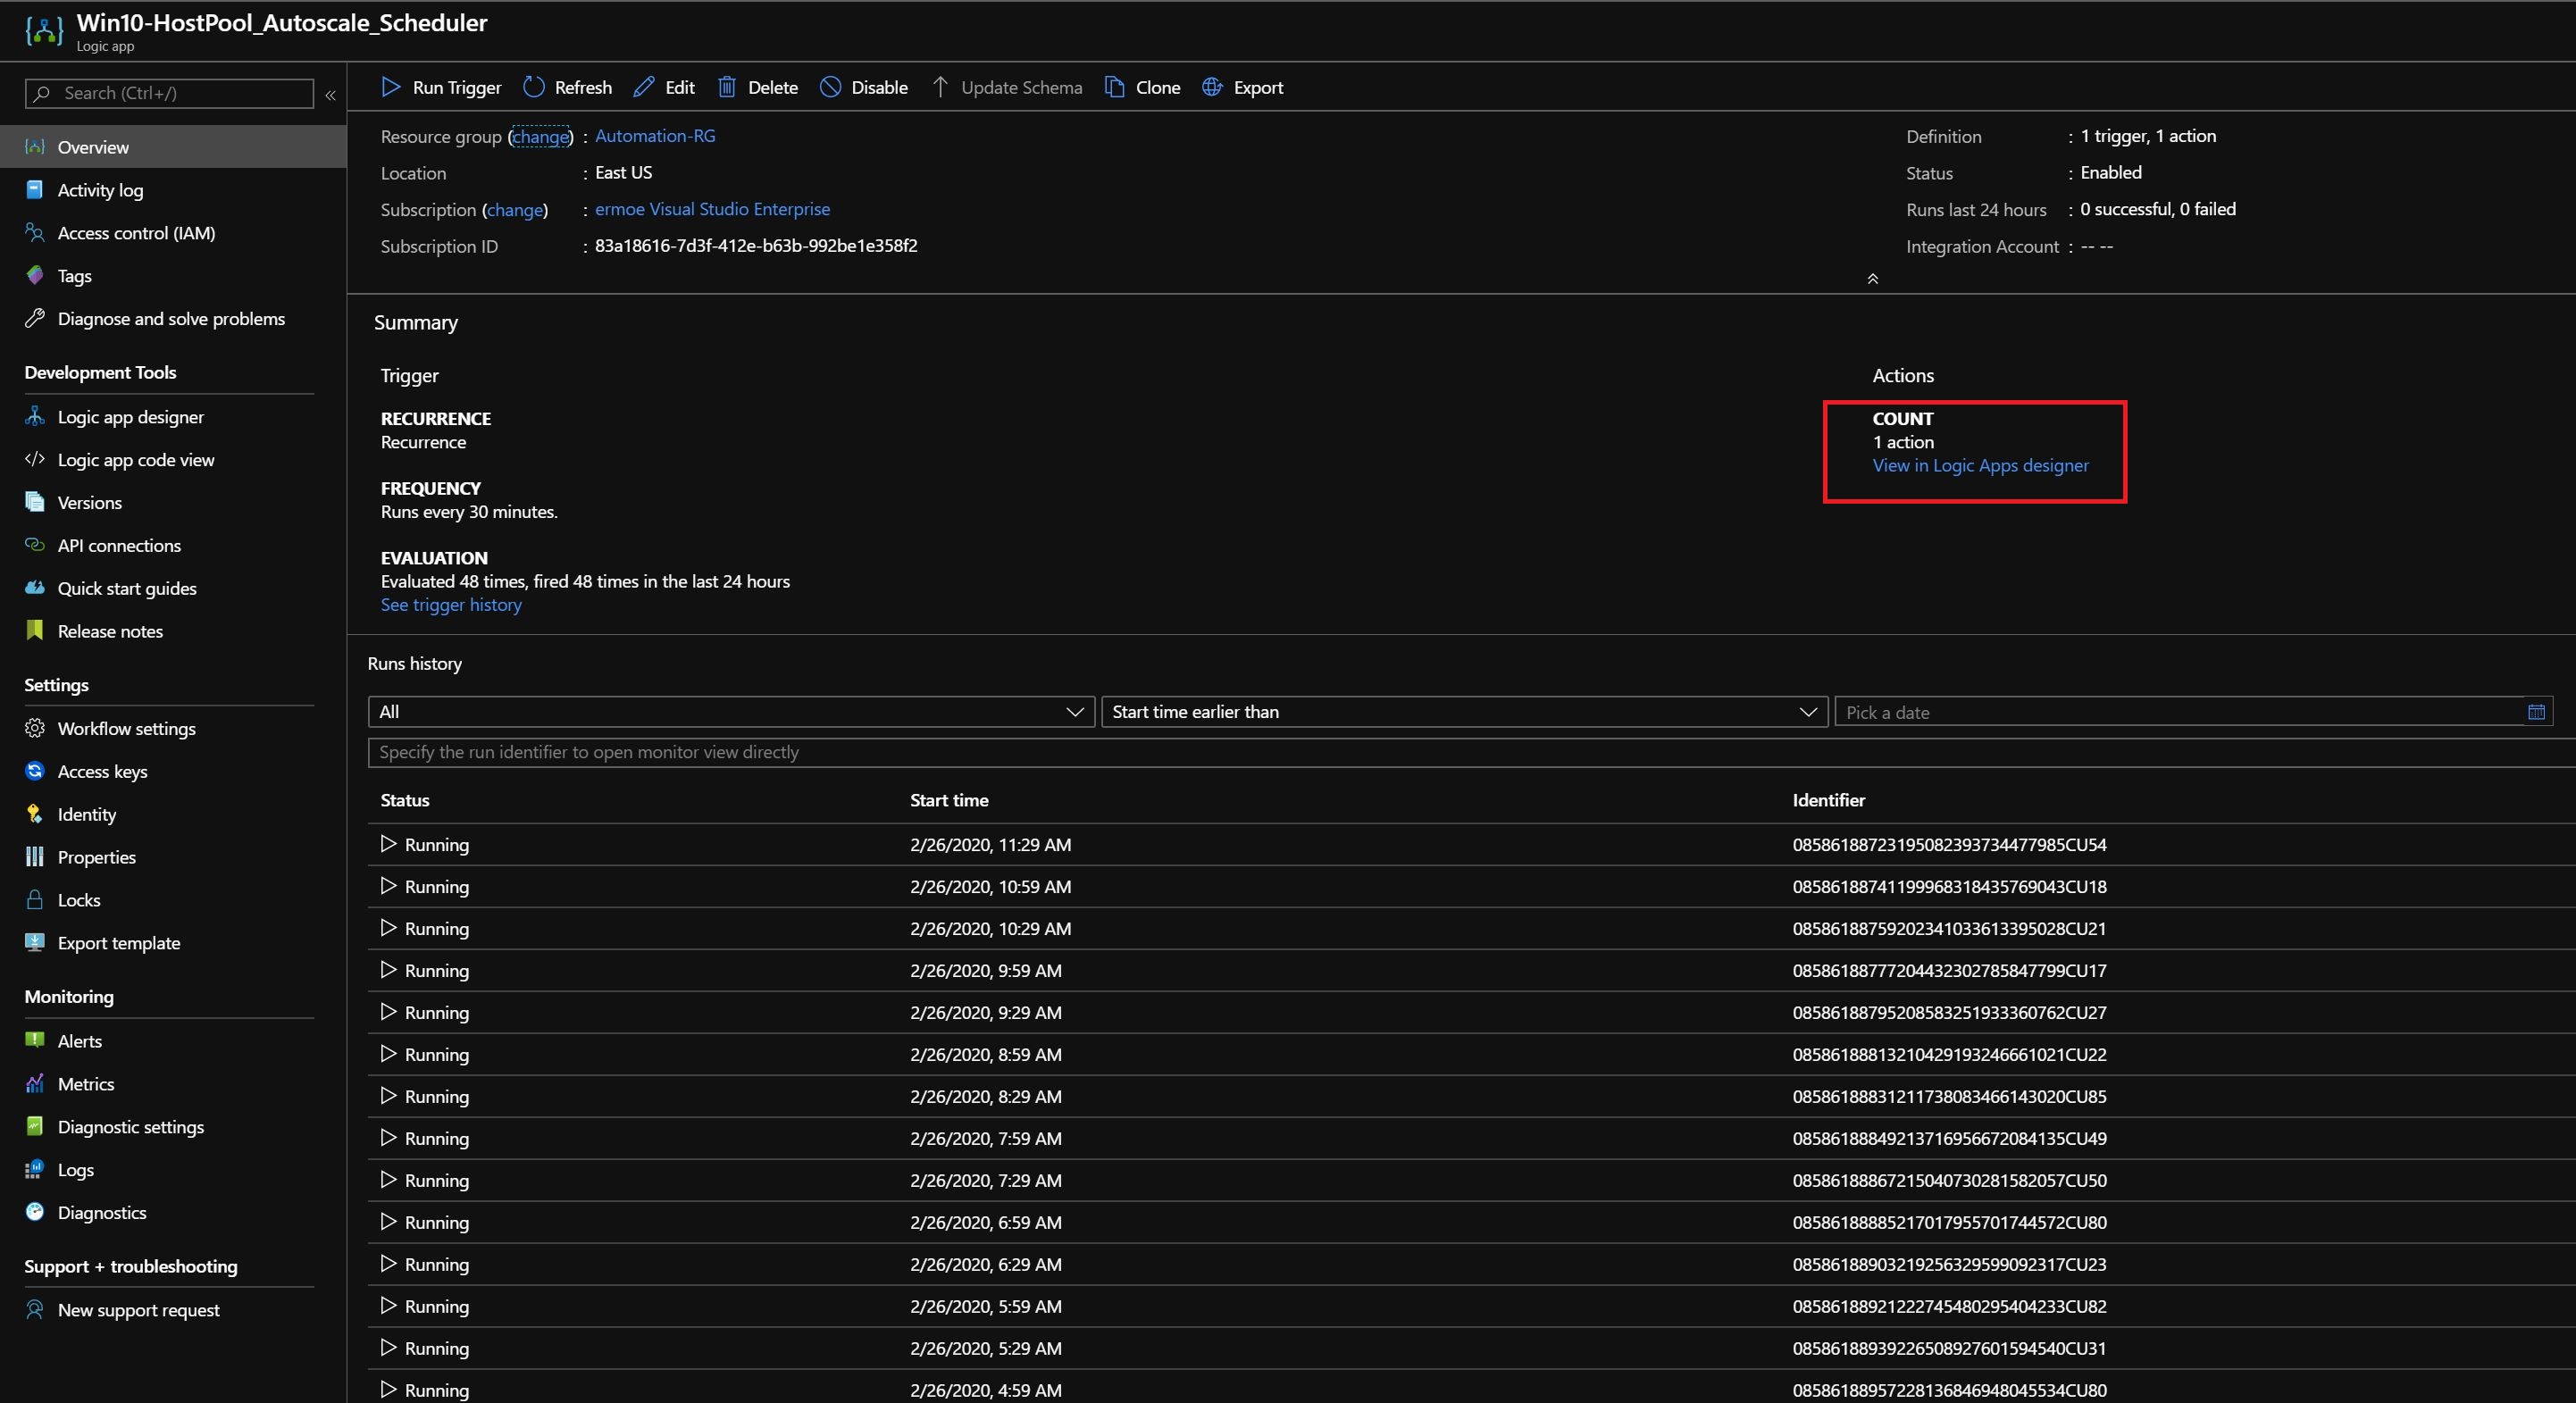 Win10-HostPool_Autoscale_Scheduler
Logic app
Search (Ctrl+/)
«
Run Trigger
Refresh
Edit
Delete
Disable
Update Schema
Clone
Export
Overview
Activity log
Access control (IAM)
Tags
Diagnose and solve problems
Development Tools
Logic app designer
Logic app code view
Versions
API connections
Quick start guides
Release notes
Settings
Workflow settings
Access keys
Identity
Properties
Locks
Export template
Monitoring
Alerts
Metrics
Diagnostic settings
Logs
Diagnostics
Support + troubleshooting
New support request
Resource group (change) : Automation-RG
Location : East US
Subscription (change) : ermoe Visual Studio Enterprise
Subscription ID : 83a18616-7d3f-412e-b63b-992be1e358f2
Definition : 1 trigger, 1 action
Status : Enabled
Runs last 24 hours : 0 successful, 0 failed
Integration Account : -- --
Summary
Trigger
RECURRENCE
Recurrence
FREQUENCY
Runs every 30 minutes.
EVALUATION
Evaluated 48 times, fired 48 times in the last 24 hours
See trigger history
Actions
COUNT
1 action
View in Logic Apps designer
Runs history
All
Start time earlier than
Pick a date
Specify the run identifier to open monitor view directly
Status Start time Identifier
Running 2/26/2020, 11:29 AM 08586188723195082393734477985CU54
Running 2/26/2020, 10:59 AM 08586188741199968318435769043CU18
Running 2/26/2020, 10:29 AM 08586188759202341033613395028CU21
Running 2/26/2020, 9:59 AM 08586188777204432302785847799CU17
Running 2/26/2020, 9:29 AM 08586188795208583251933360762CU27
Running 2/26/2020, 8:59 AM 08586188813210429193246661021CU22
Running 2/26/2020, 8:29 AM 08586188831211738083466143020CU85
Running 2/26/2020, 7:59 AM 08586188849213716956672084135CU49
Running 2/26/2020, 7:29 AM 08586188867215040730281582057CU50
Running 2/26/2020, 6:59 AM 08586188885217017955701744572CU80
Running 2/26/2020, 6:29 AM 08586188903219256329599092317CU23
Running 2/26/2020, 5:59 AM 08586188921222745480295404233CU82
Running 2/26/2020, 5:29 AM 08586188939226508927601594540CU31
Running 2/26/2020, 4:59 AM 08586188957228136846948045534CU80